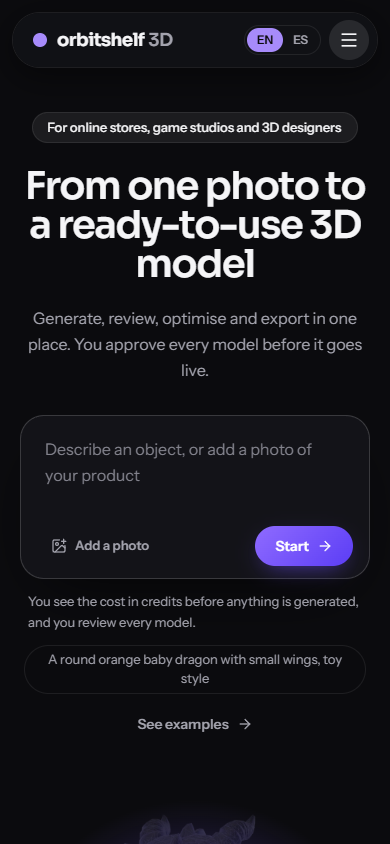 orbitshelf 3D
EN ES
For online stores, game studios and 3D designers
From one photo to
a ready-to-use 3D
model
Generate, review, optimise and export in one
place. You approve every model before it goes
live.
Describe an object, or add a photo of
your product
Add a photo
Start →
You see the cost in credits before anything is generated,
and you review every model.
A round orange baby dragon with small wings, toy
style
See examples →